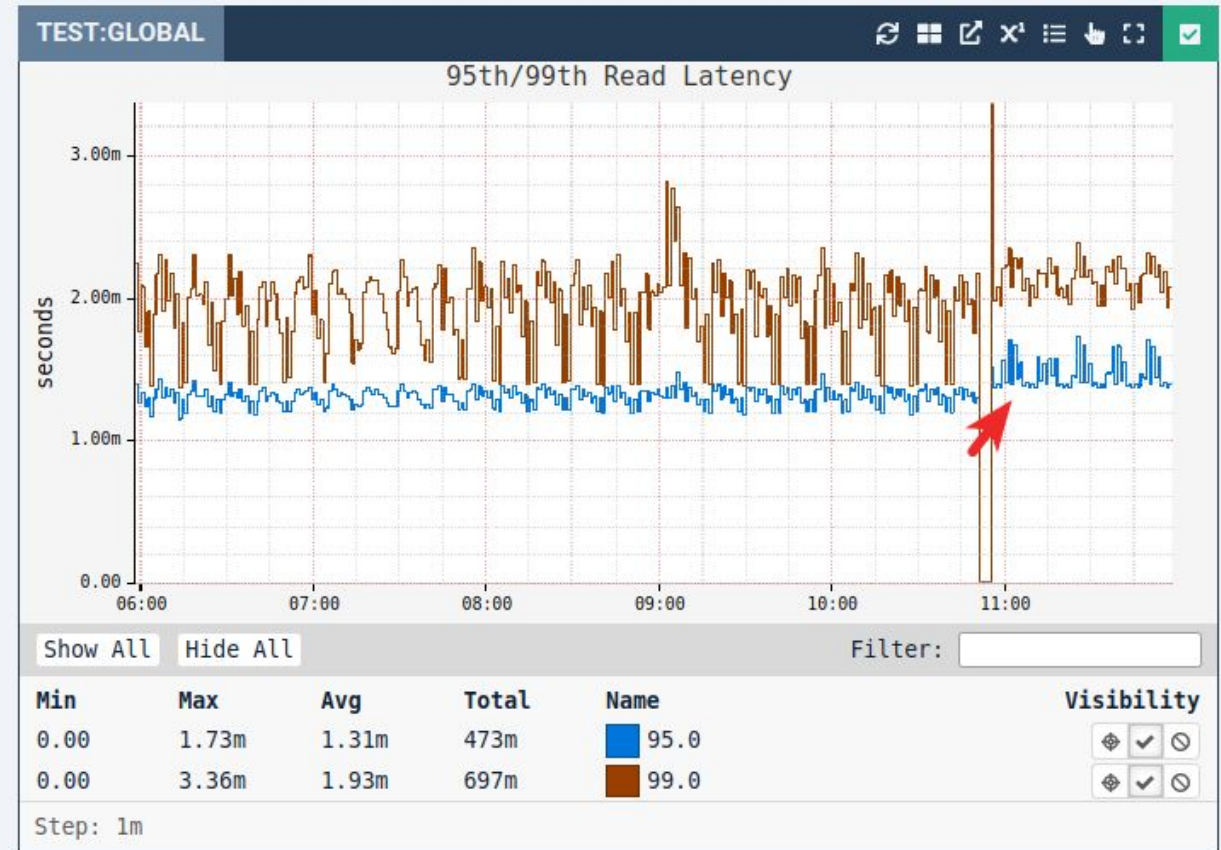 TEST:GLOBAL
x¹
95th/99th Read Latency
seconds
3.00m
2.00m
1.00m
0.00
06:00 07:00 08:00 09:00 10:00 11:00
Show All Hide All Filter:
Min Max Avg Total Name Visibility
0.00 1.73m 1.31m 473m 95.0
0.00 3.36m 1.93m 697m 99.0
Step: 1m